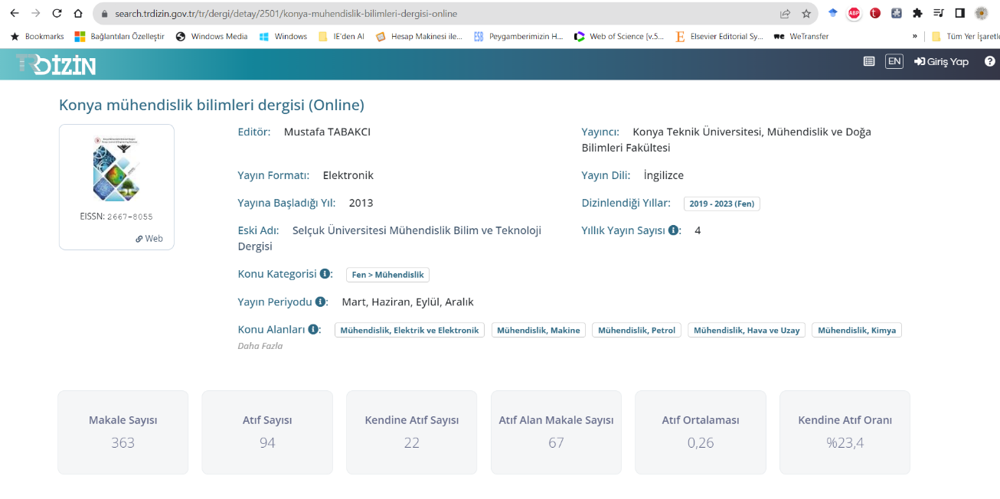 search.trdizin.gov.tr/tr/dergi/detay/2501/konya-muhendislik-bilimleri-dergisi-online
ABP
t
Bookmarks Bağlantıları Özelleştir Windows Media Windows IE'den AI Hesap Makinesi ile... Peygamberimizin H... Web of Science [v.5... Elsevier Editorial Sy... WeTransfer » Tüm Yer İşaretle
TRDİZİN EN Giriş Yap ?
Konya mühendislik bilimleri dergisi (Online)
EISSN: 2667-8055
Web
Editör: Mustafa TABAKCI
Yayıncı: Konya Teknik Üniversitesi, Mühendislik ve Doğa
Bilimleri Fakültesi
Yayın Formatı: Elektronik
Yayın Dili: İngilizce
Yayına Başladığı Yıl: 2013
Dizinlendiği Yıllar: 2019 - 2023 (Fen)
Eski Adı: Selçuk Üniversitesi Mühendislik Bilim ve Teknoloji
Dergisi
Yıllık Yayın Sayısı i: 4
Konu Kategorisi i: Fen > Mühendislik
Yayın Periyodu i: Mart, Haziran, Eylül, Aralık
Konu Alanları i: Mühendislik, Elektrik ve Elektronik Mühendislik, Makine Mühendislik, Petrol Mühendislik, Hava ve Uzay Mühendislik, Kimya
Daha Fazla
Makale Sayısı
363
Atıf Sayısı
94
Kendine Atıf Sayısı
22
Atıf Alan Makale Sayısı
67
Atıf Ortalaması
0,26
Kendine Atıf Oranı
%23,4